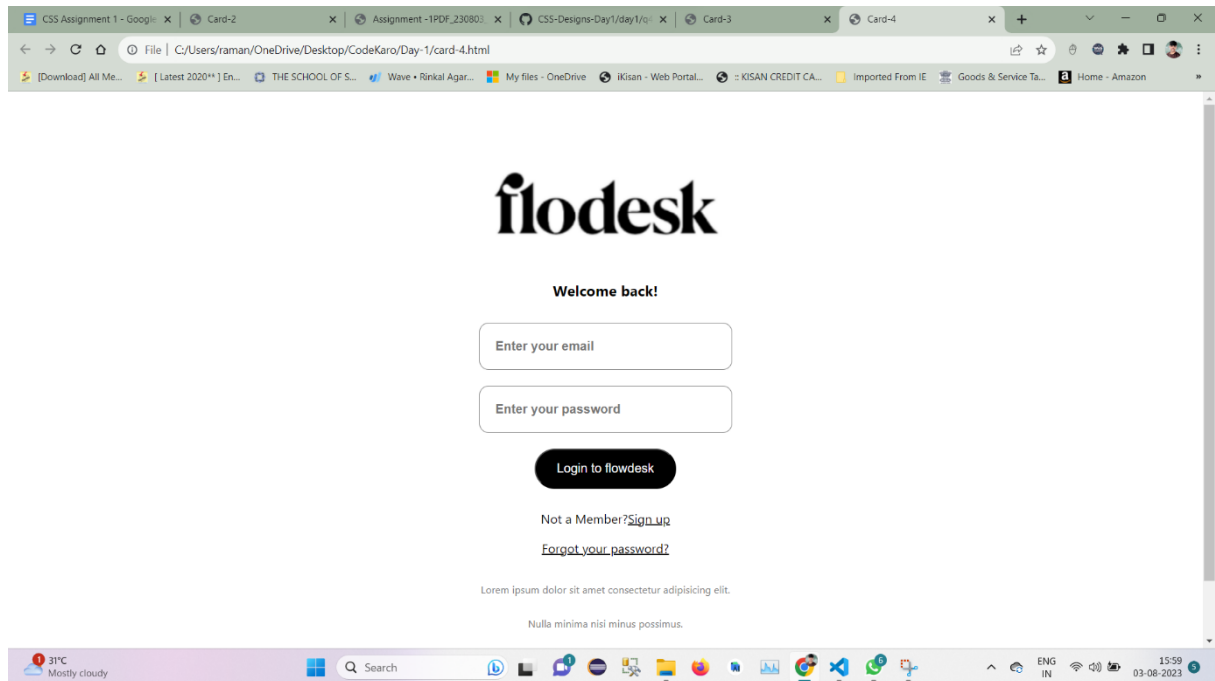 CSS Assignment 1 - Google
Card-2
Assignment -1PDF_230803
CSS-Designs-Day1/day1/q4
Card-3
Card-4
File
C:/Users/raman/OneDrive/Desktop/CodeKaro/Day-1/card-4.html
[Download] All Me...
[ Latest 2020** ] En...
THE SCHOOL OF S...
Wave • Rinkal Agar...
My files - OneDrive
iKisan - Web Portal...
:: KISAN CREDIT CA...
Imported From IE
Goods & Service Ta...
Home - Amazon
flodesk
Welcome back!
Enter your email
Enter your password
Login to flowdesk
Not a Member?Sign up
Forgot your password?
Lorem ipsum dolor sit amet consectetur adipisicing elit.
Nulla minima nisi minus possimus.
1
31°C
Mostly cloudy
Search
1
6
ENG
IN
15:59
03-08-2023
5